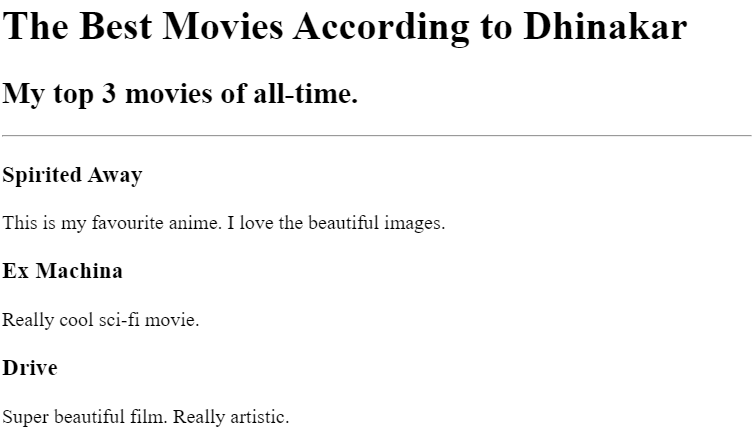 The Best Movies According to Dhinakar
My top 3 movies of all-time.
Spirited Away
This is my favourite anime. I love the beautiful images.
Ex Machina
Really cool sci-fi movie.
Drive
Super beautiful film. Really artistic.